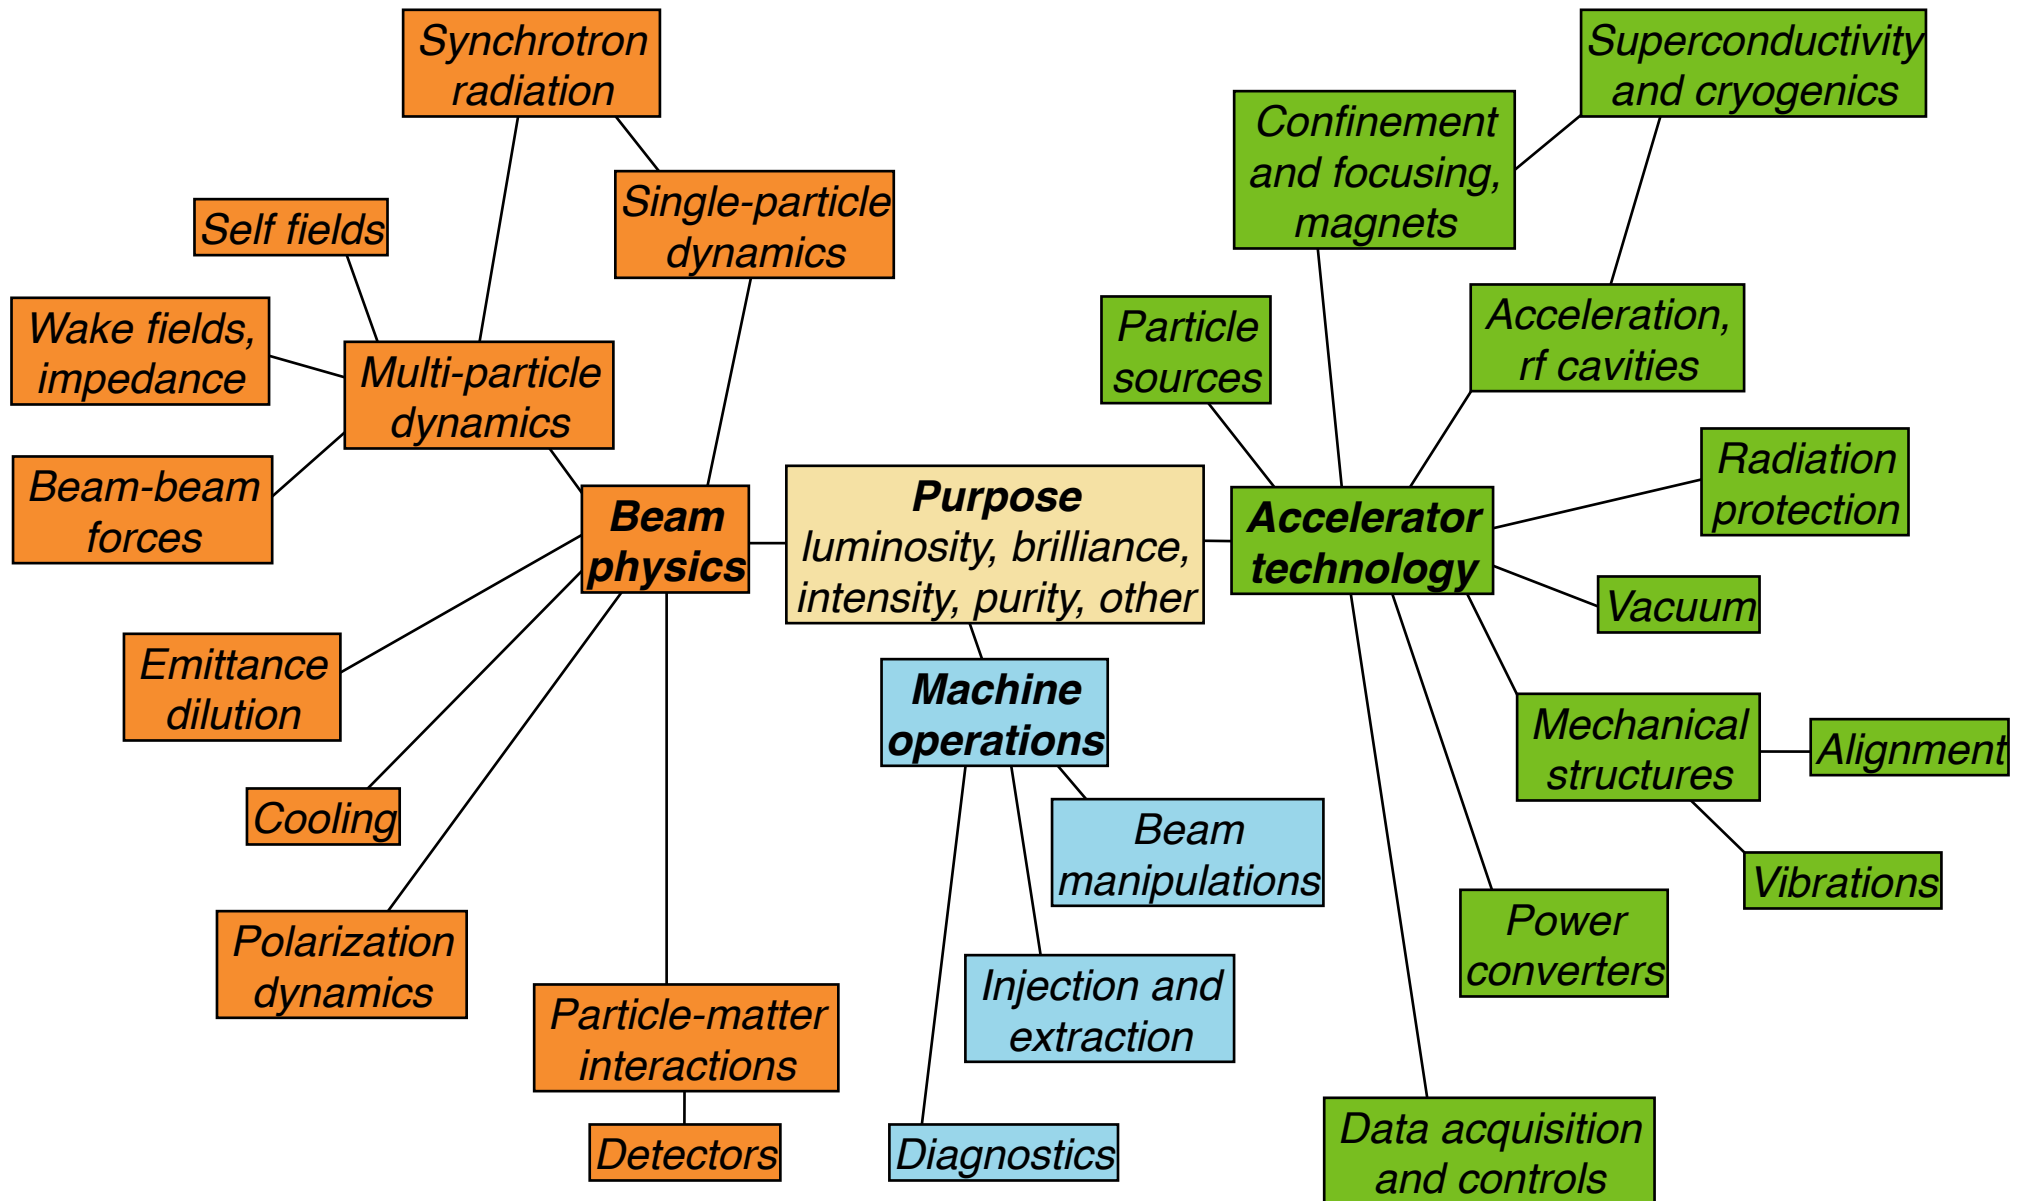 Synchrotron
radiation
Superconductivity
and cryogenics
Confinement
and focusing,
magnets
Single-particle
dynamics
Self fields
Wake fields,
impedance
Multi-particle
dynamics
Particle
sources
Acceleration,
rf cavities
Beam-beam
forces
Radiation
protection
Beam
physics
Purpose
luminosity, brilliance,
intensity, purity, other
Accelerator
technology
Vacuum
Emittance
dilution
Machine
operations
Mechanical
structures
Alignment
Cooling
Beam
manipulations
Vibrations
Polarization
dynamics
Power
converters
Injection and
extraction
Particle-matter
interactions
Detectors
Diagnostics
Data acquisition
and controls